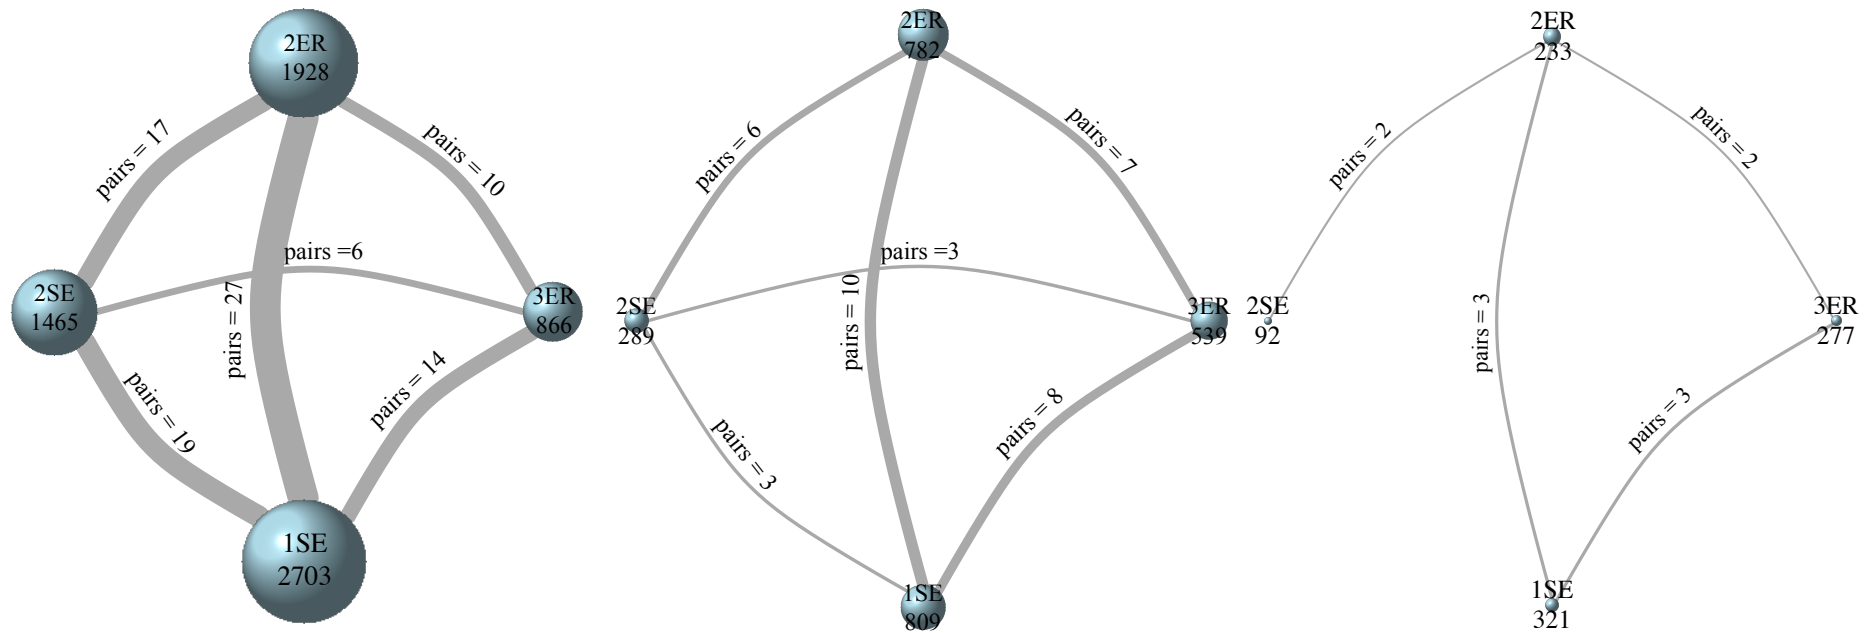 2ER
1928
pairs = 17
pairs = 10
pairs =6
2SE
1465
pairs = 27
3ER
866
pairs = 19
pairs = 14
1SE
2703
2ER
782
pairs = 6
pairs = 7
pairs =3
2SE
289
pairs = 10
3ER
539
pairs = 3
pairs = 8
1SE
809
2ER
233
pairs = 2
pairs = 2
2SE
92
pairs = 3
3ER
277
pairs = 3
1SE
321